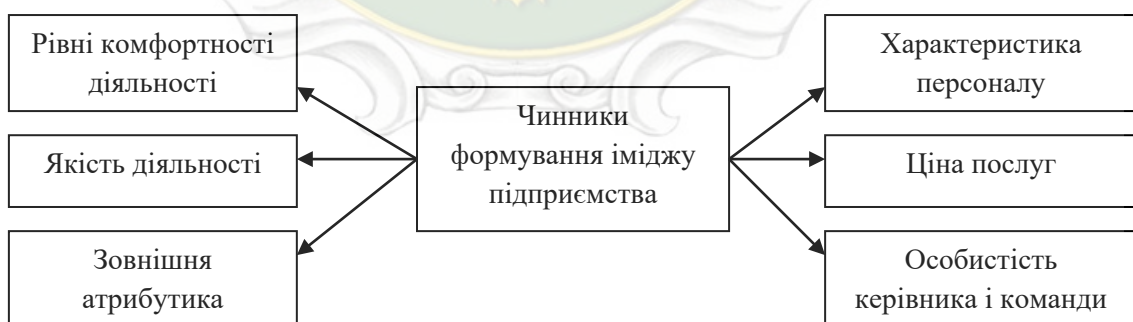 Рівні комфортності
діяльності
Якість діяльності
Зовнішня
атрибутика
Чинники
формування іміджу
підприємства
Характеристика
персоналу
Ціна послуг
Особистість
керівника і команди